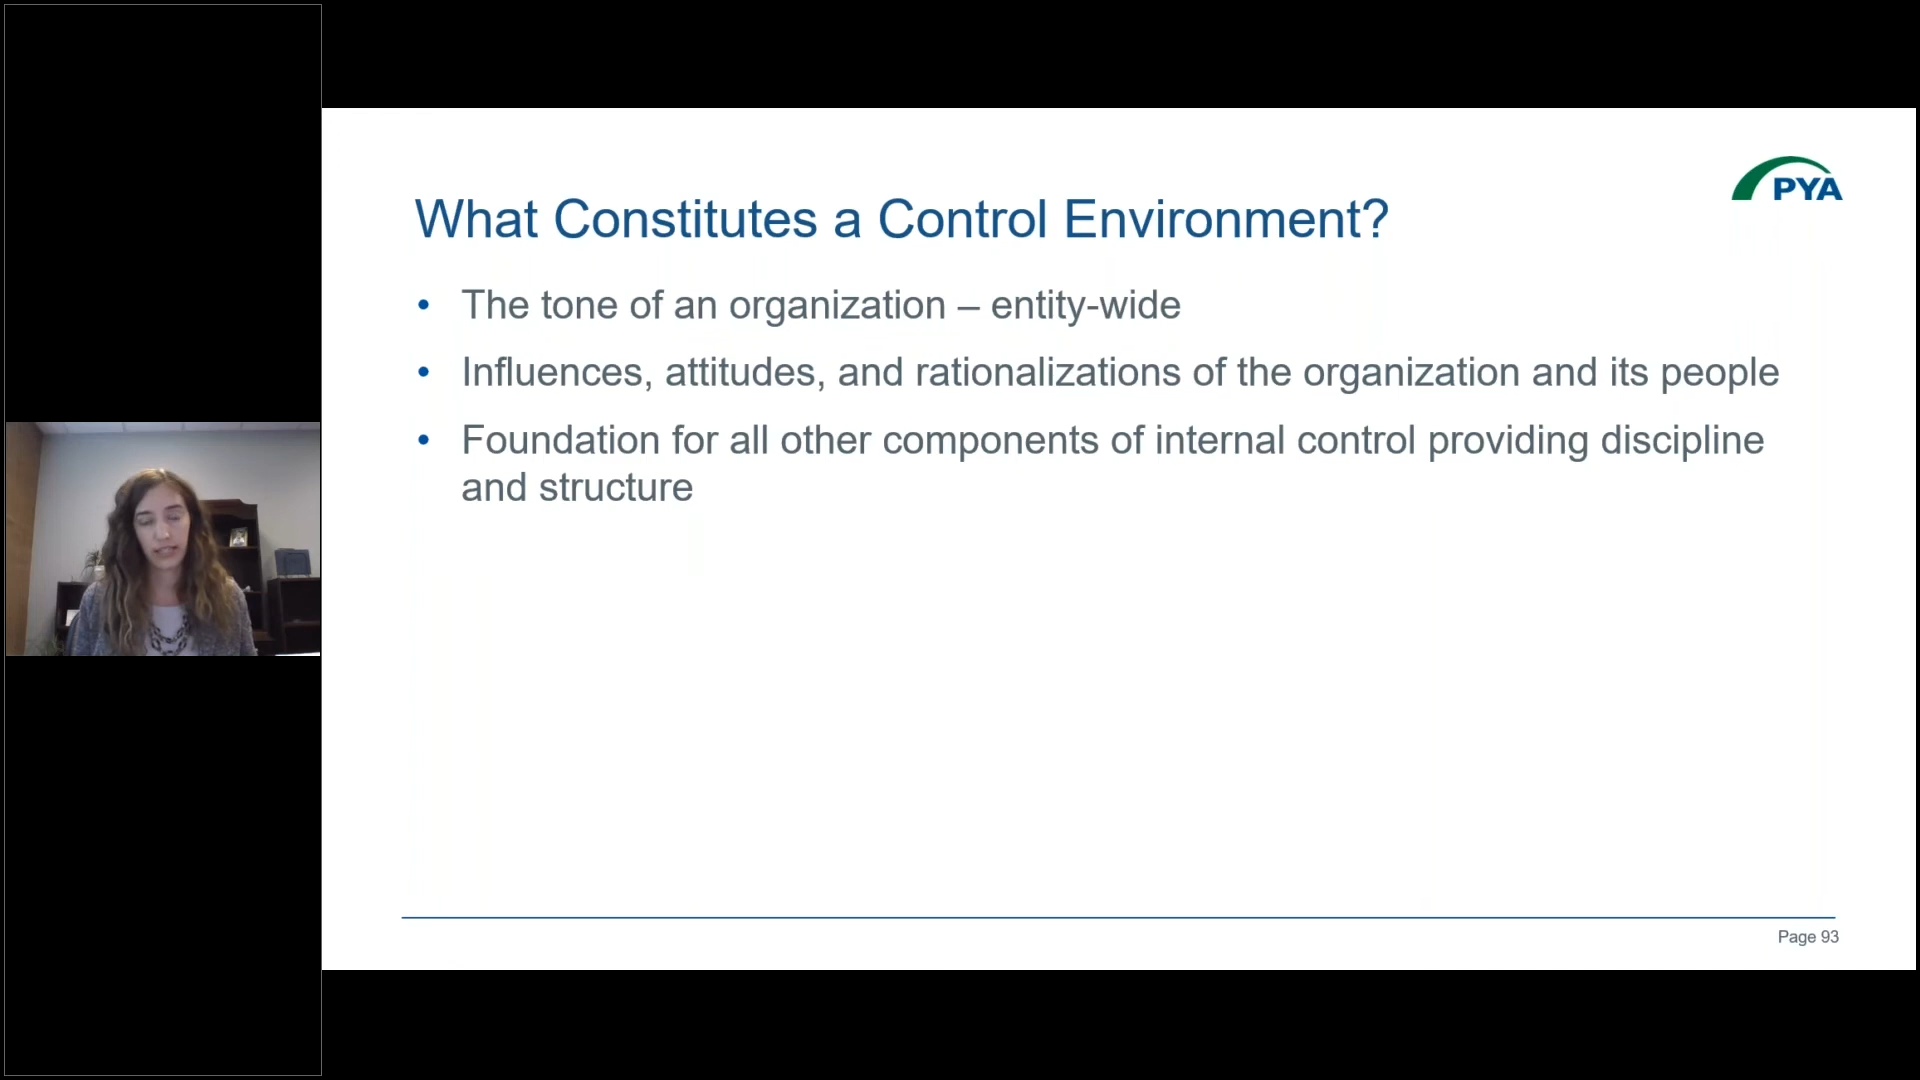 PYA
What Constitutes a Control Environment?
• The tone of an organization – entity-wide
• Influences, attitudes, and rationalizations of the organization and its people
• Foundation for all other components of internal control providing discipline
and structure
Page 93